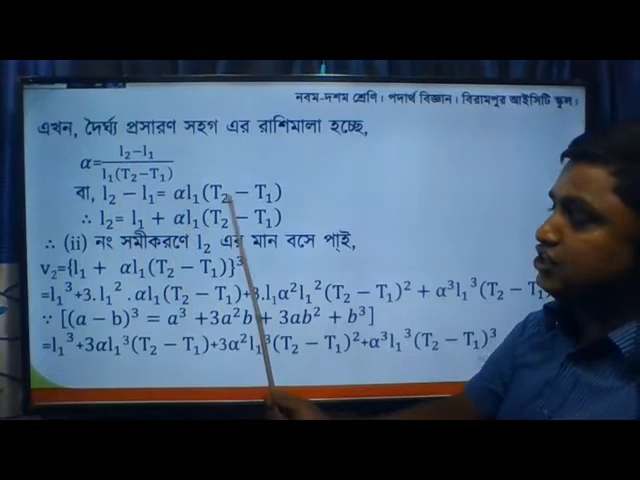 নবম-দশম শ্রেণি। পদার্থ বিজ্ঞান। বিরামপুর আইসিটি স্কুল।
এখন, দৈর্ঘ্য প্রসারণ সহগ এর রাশিমালা হচ্ছে,
α=l₂−l₁/l₁(T₂−T₁)
বা, l₂ − l₁= αl₁(T₂ − T₁)
∴ l₂= l₁ + αl₁(T₂ − T₁)
∴ (ii) নং সমীকরণে l₂ এর মান বসে পাই,
v₂={l₁ + αl₁(T₂ − T₁)}³
=l₁³+3.l₁² . αl₁(T₂ − T₁)+3.l₁α²l₁²(T₂ − T₁)² + α³l₁³(T₂ − T₁
∵ [(a − b)³ = a³ +3a²b + 3ab² + b³]
=l₁³+3αl₁³(T₂ − T₁)+3α²l₁³(T₂ − T₁)²+α³l₁³(T₂ − T₁)³